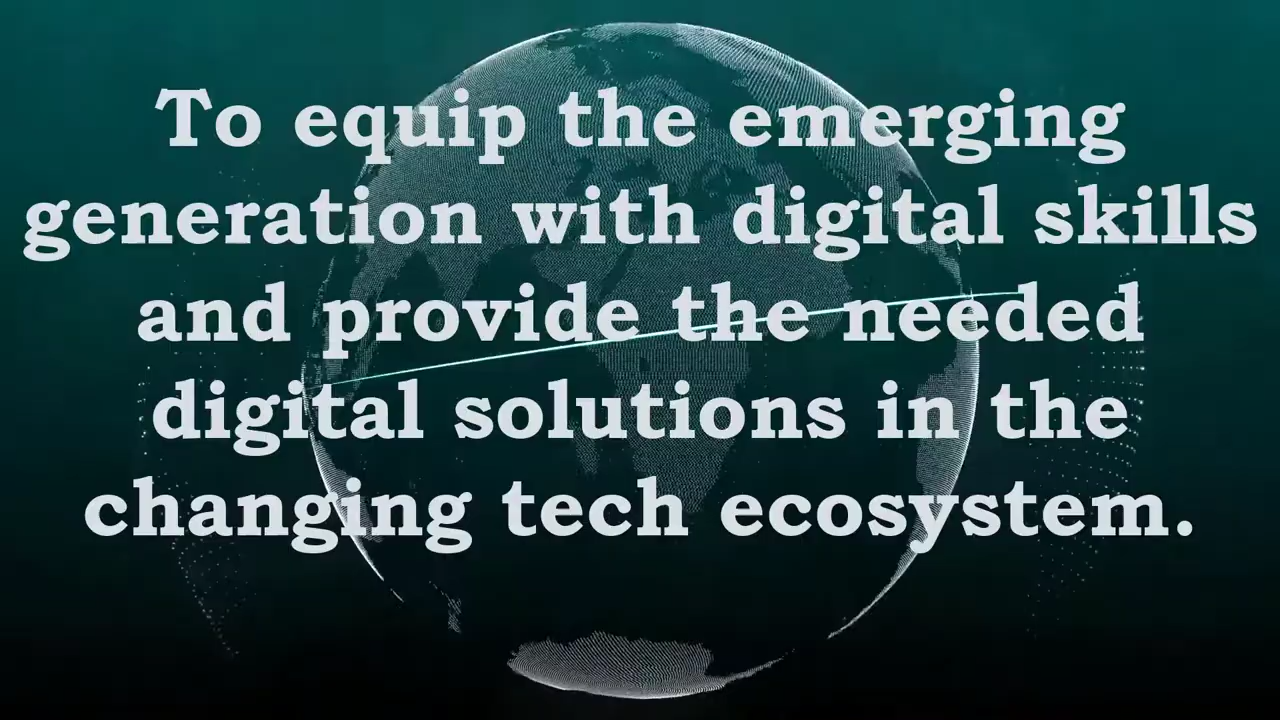 To equip the emerging
generation with digital skills
and provide the needed
digital solutions in the
changing tech ecosystem.